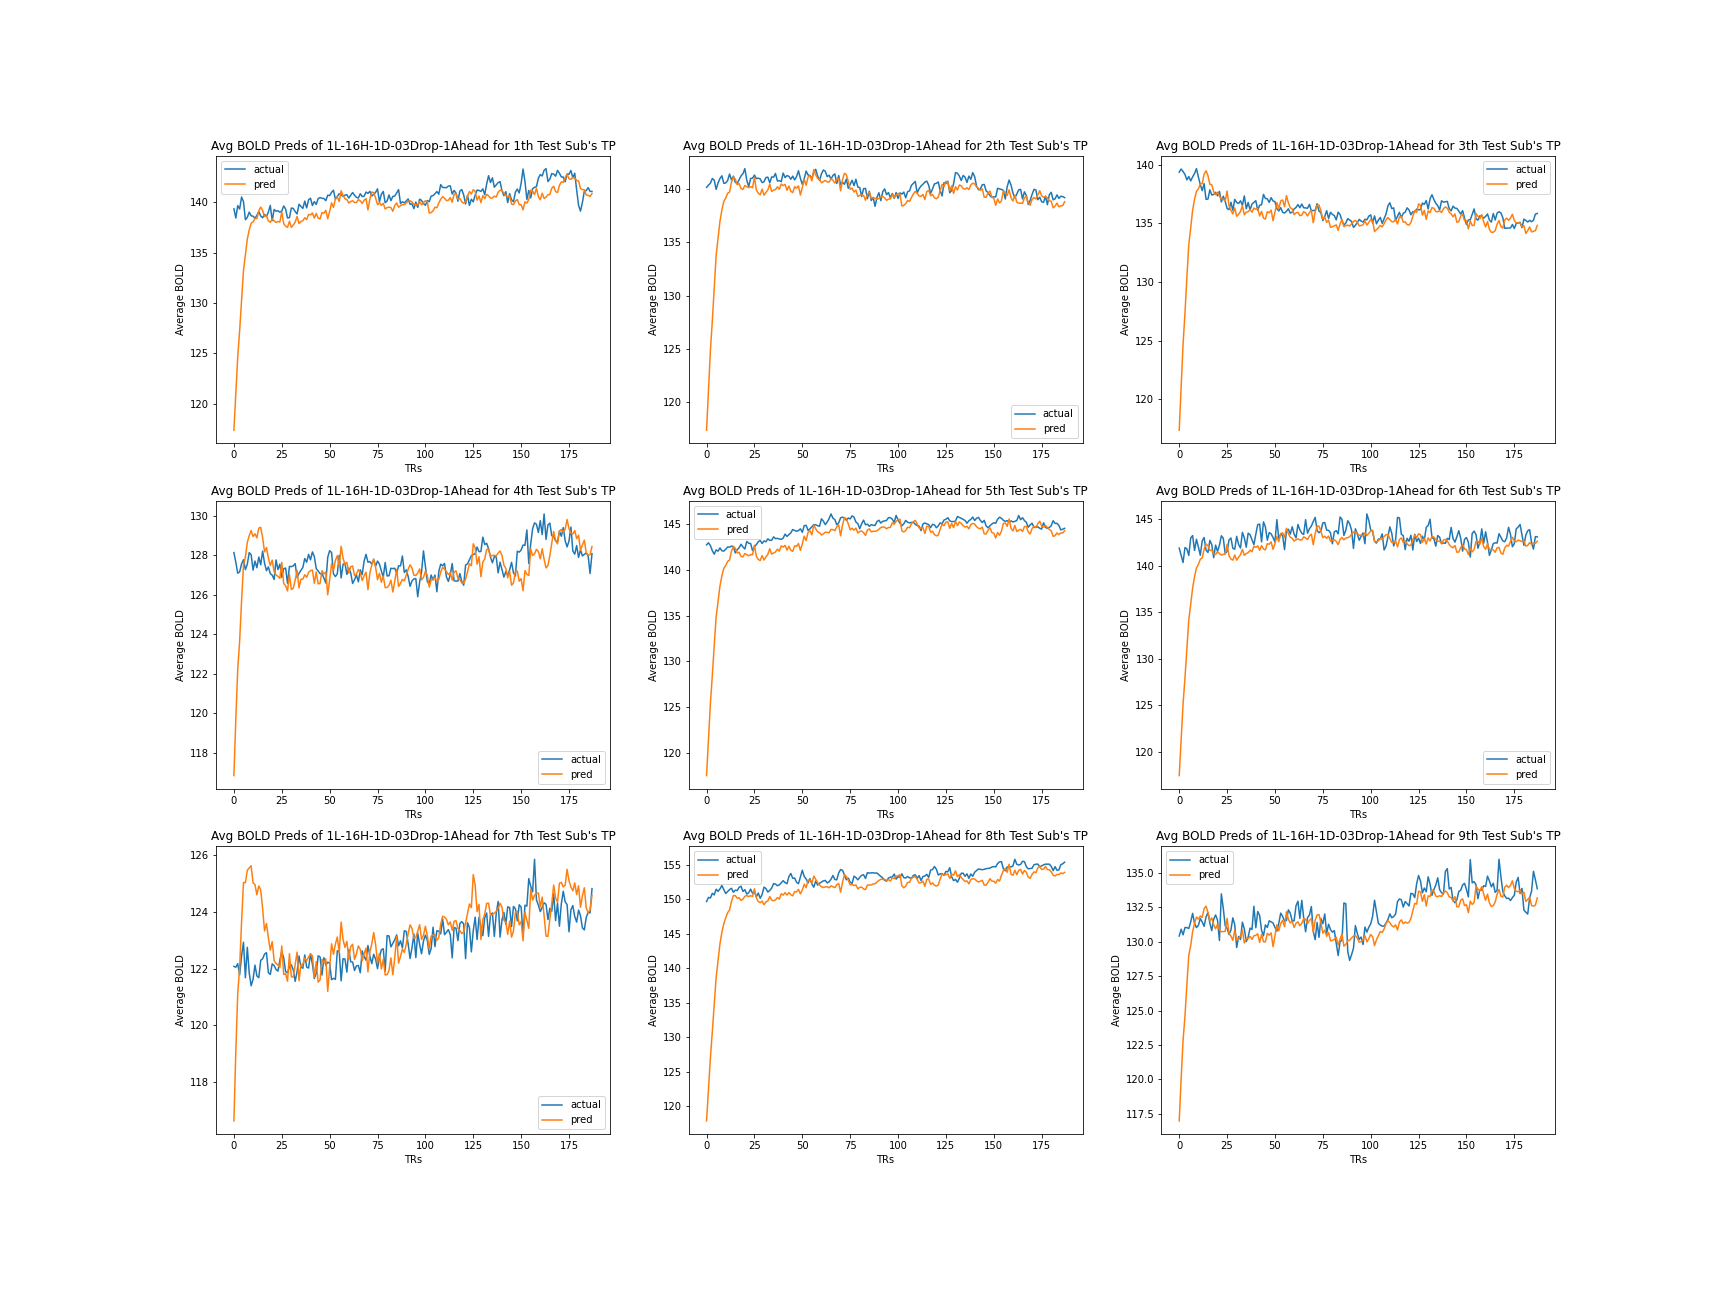 Avg BOLD Preds of 1L-16H-1D-03Drop-1Ahead for 1th Test Sub's TP
actual
pred
140
135
130
125
120
Average BOLD
0 25 50 75 100 125 150 175
TRs
Avg BOLD Preds of 1L-16H-1D-03Drop-1Ahead for 2th Test Sub's TP
140
135
130
125
120
Average BOLD
actual
pred
0 25 50 75 100 125 150 175
TRs
Avg BOLD Preds of 1L-16H-1D-03Drop-1Ahead for 3th Test Sub's TP
actual
pred
140
135
130
125
120
Average BOLD
0 25 50 75 100 125 150 175
TRs
Avg BOLD Preds of 1L-16H-1D-03Drop-1Ahead for 4th Test Sub's TP
130
128
126
124
122
120
118
Average BOLD
actual
pred
0 25 50 75 100 125 150 175
TRs
Avg BOLD Preds of 1L-16H-1D-03Drop-1Ahead for 5th Test Sub's TP
actual
pred
145
140
135
130
125
120
Average BOLD
0 25 50 75 100 125 150 175
TRs
Avg BOLD Preds of 1L-16H-1D-03Drop-1Ahead for 6th Test Sub's TP
145
140
135
130
125
120
Average BOLD
actual
pred
0 25 50 75 100 125 150 175
TRs
Avg BOLD Preds of 1L-16H-1D-03Drop-1Ahead for 7th Test Sub's TP
126
124
122
120
118
Average BOLD
actual
pred
0 25 50 75 100 125 150 175
TRs
Avg BOLD Preds of 1L-16H-1D-03Drop-1Ahead for 8th Test Sub's TP
actual
pred
155
150
145
140
135
130
125
120
Average BOLD
0 25 50 75 100 125 150 175
TRs
Avg BOLD Preds of 1L-16H-1D-03Drop-1Ahead for 9th Test Sub's TP
actual
pred
135.0
132.5
130.0
127.5
125.0
122.5
120.0
117.5
Average BOLD
0 25 50 75 100 125 150 175
TRs